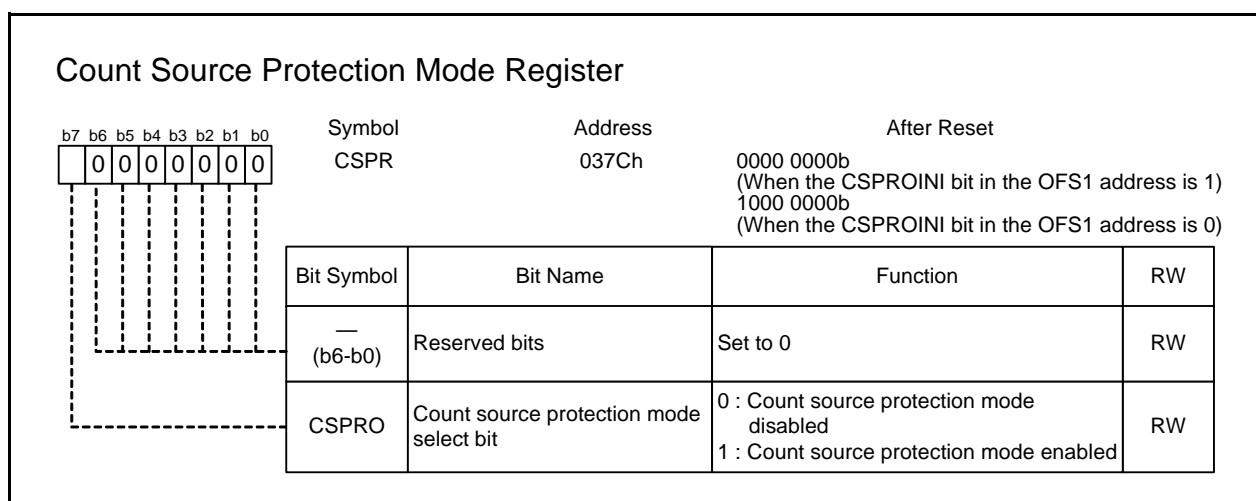 Count Source Protection Mode Register
b7 b6 b5 b4 b3 b2 b1 b0
0 0 0 0 0 0 0
Symbol Address After Reset
CSPR 037Ch 0000 0000b
(When the CSPROINI bit in the OFS1 address is 1)
1000 0000b
(When the CSPROINI bit in the OFS1 address is 0)
Bit Symbol Bit Name Function RW
—
(b6-b0) Reserved bits Set to 0 RW
CSPRO Count source protection mode
select bit
0 : Count source protection mode
disabled
1 : Count source protection mode enabled
RW